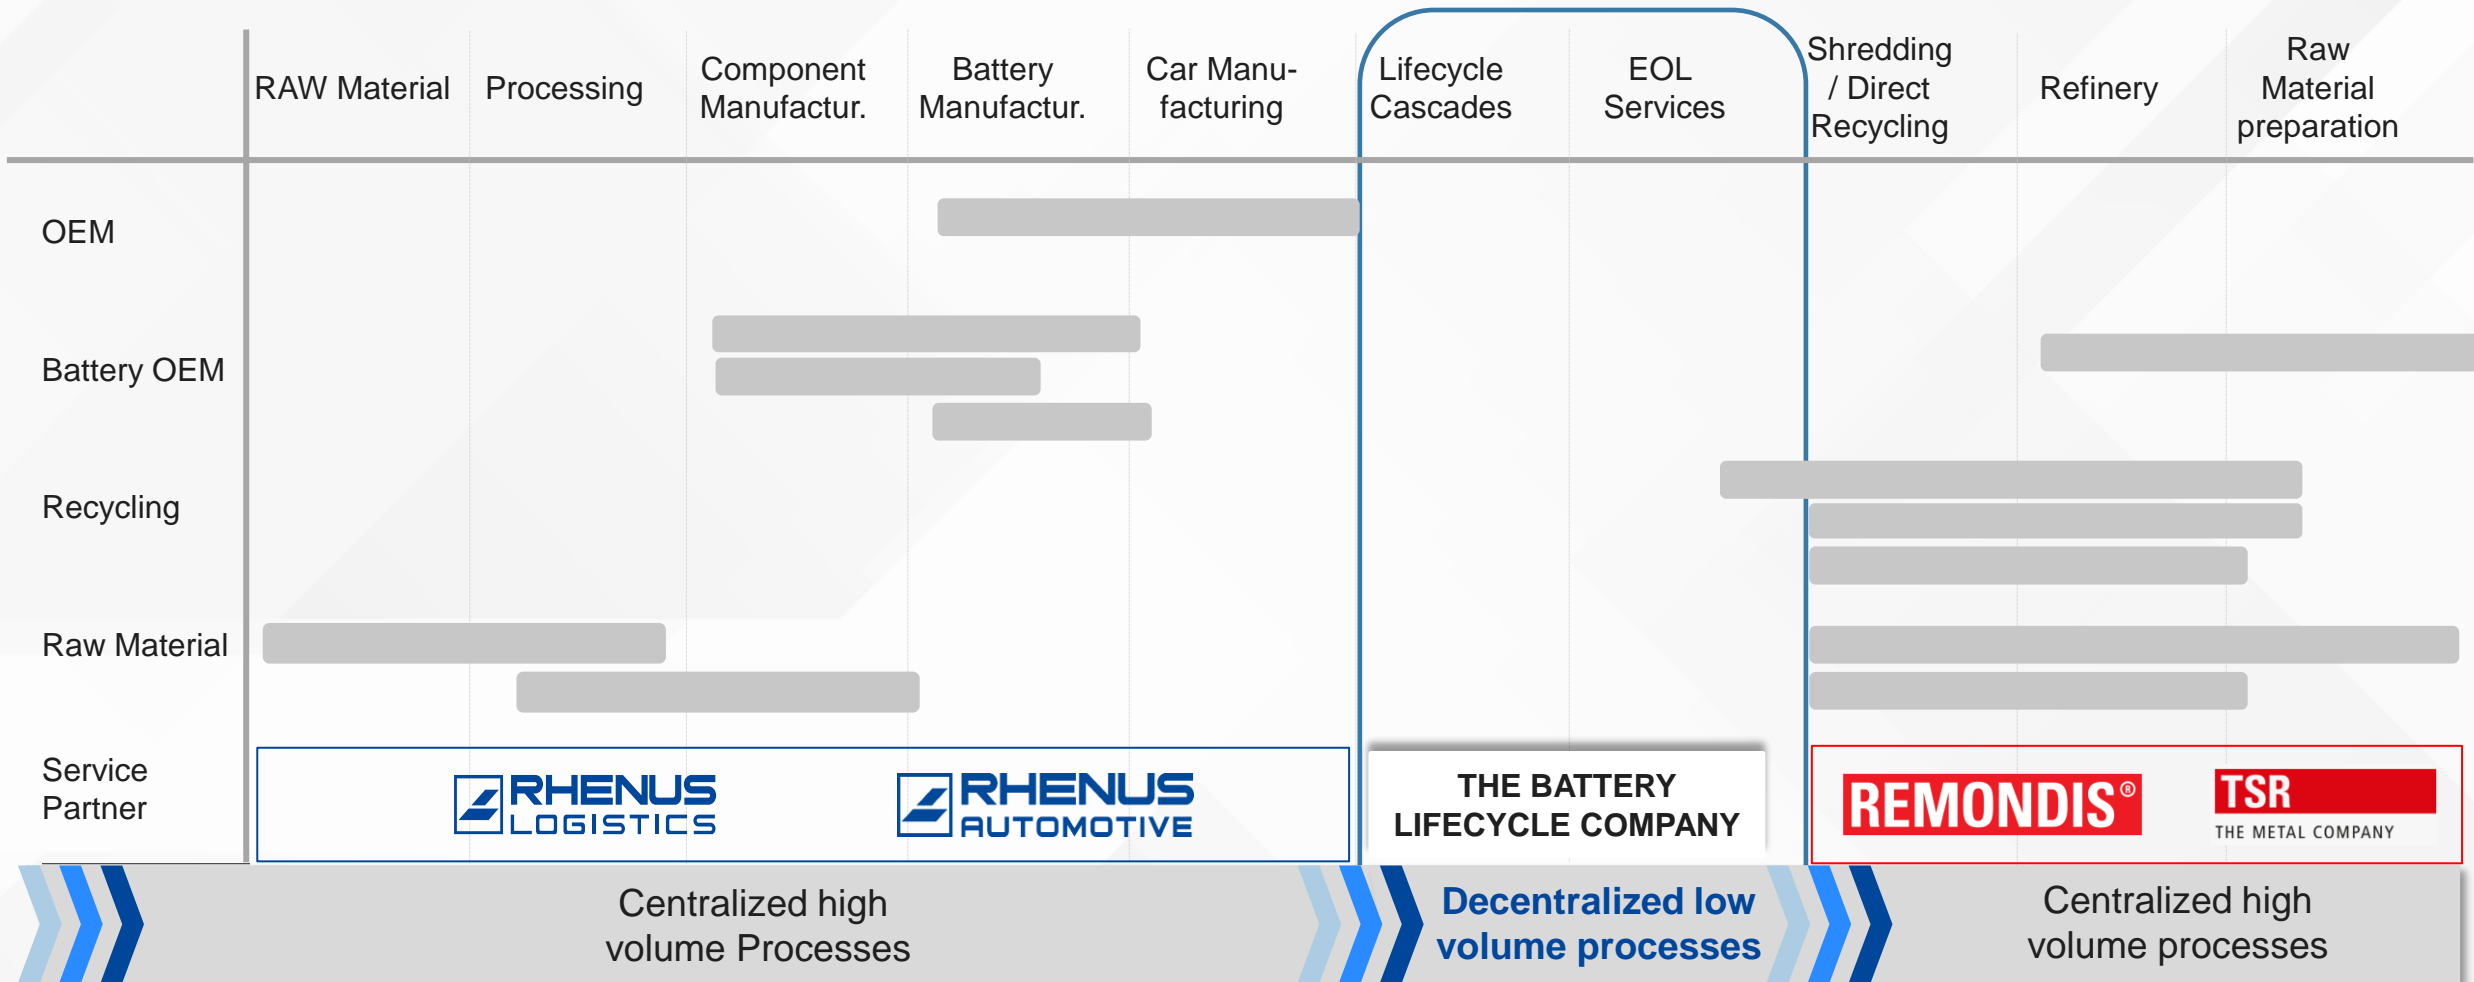 RAW Material
Processing
Component
Manufactur.
Battery
Manufactur.
Car Manu-
facturing
Lifecycle
Cascades
EOL
Services
Shredding
/ Direct
Recycling
Refinery
Raw
Material
preparation
OEM
Battery OEM
Recycling
Raw Material
Service
Partner
RHENUS
LOGISTICS
RHENUS
AUTOMOTIVE
THE BATTERY
LIFECYCLE COMPANY
REMONDIS®
TSR
THE METAL COMPANY
Centralized high
volume Processes
Decentralized low
volume processes
Centralized high
volume processes